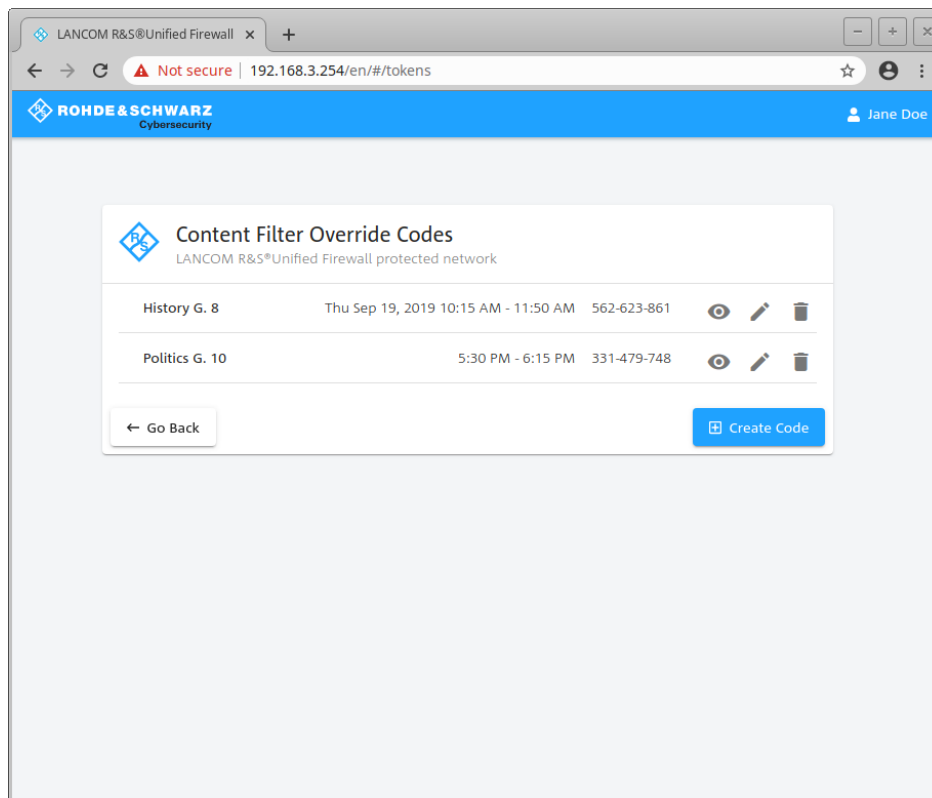 LANCOM R&S®Unified Firewall
Not secure 192.168.3.254/en/#/tokens
ROHDE&SCHWARZ
Cybersecurity
Jane Doe
R S
Content Filter Override Codes
LANCOM R&S®Unified Firewall protected network
History G. 8 Thu Sep 19, 2019 10:15 AM - 11:50 AM 562-623-861
Politics G. 10 5:30 PM - 6:15 PM 331-479-748
Go Back Create Code